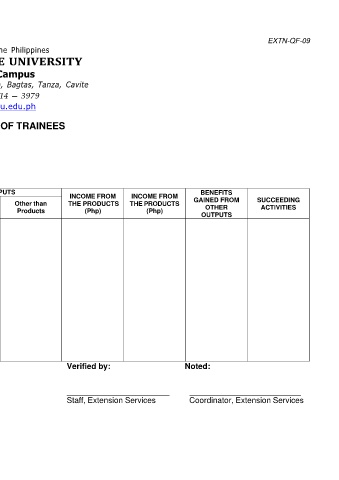 EXTN-QF-09
ne Philippines
E UNIVERSITY
Campus
, Bagtas, Tanza, Cavite
14 – 3979
u.edu.ph
OF TRAINEES
PUTS
Other than
Products
INCOME FROM
THE PRODUCTS
(Php)
INCOME FROM
THE PRODUCTS
(Php)
BENEFITS
GAINED FROM
OTHER
OUTPUTS
SUCCEEDING
ACTIVITIES
Verified by: Noted:
Staff, Extension Services Coordinator, Extension Services